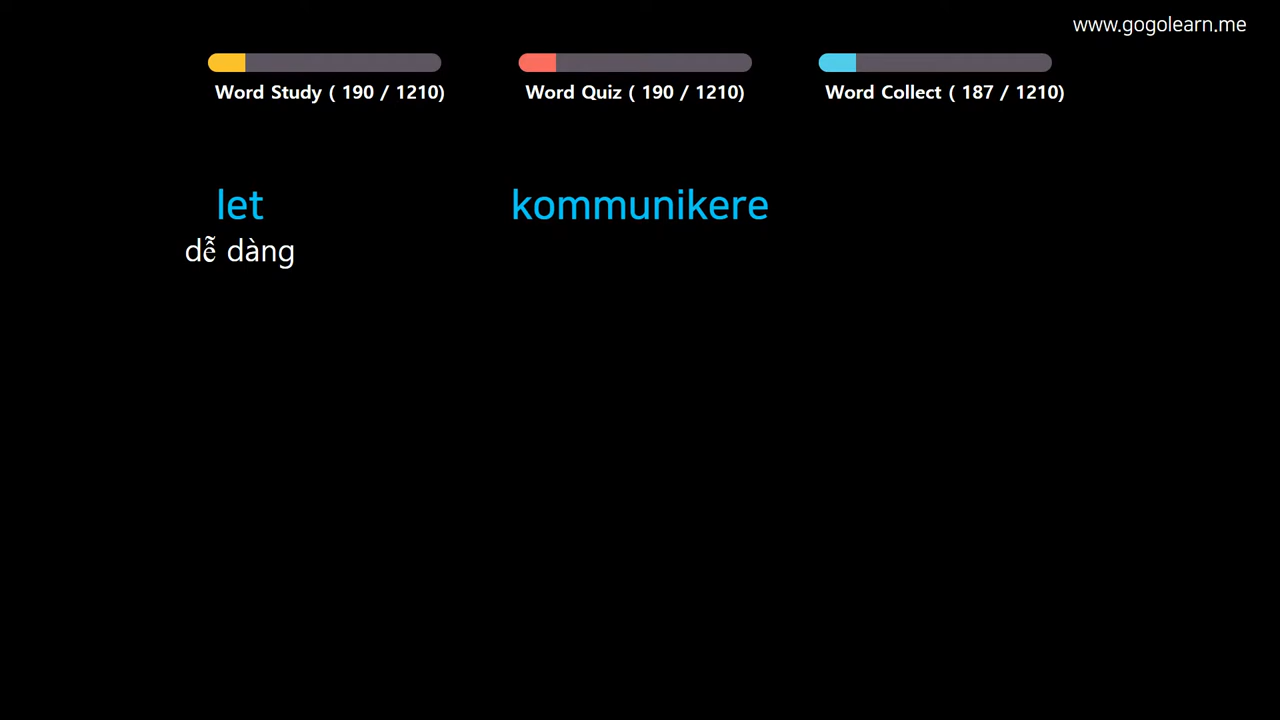 www.gogolearn.me
Word Study ( 190 / 1210)
Word Quiz ( 190 / 1210)
Word Collect ( 187 / 1210)
let
dễ dàng
kommunikere